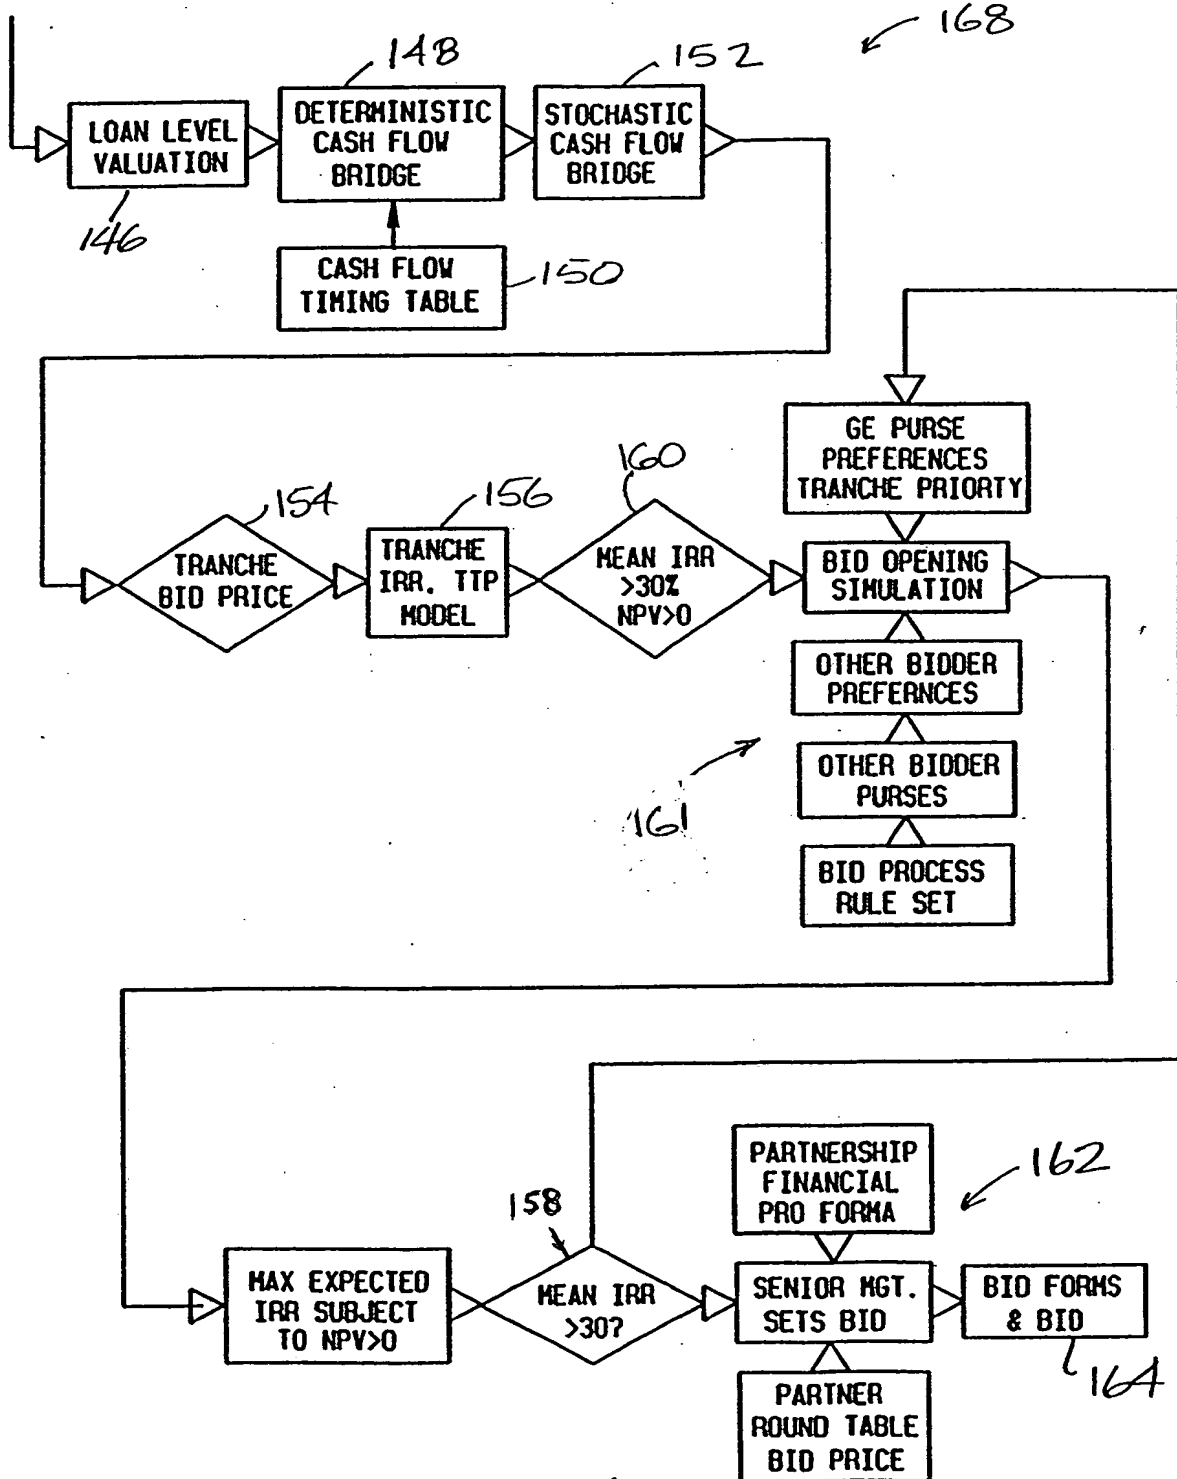 168
148
152
LOAN LEVEL
VALUATION
DETERMINISTIC
CASH FLOW
BRIDGE
STOCHASTIC
CASH FLOW
BRIDGE
146
CASH FLOW
TIMING TABLE
150
GE PURSE
PREFERENCES
TRANCHE PRIORTY
160
154
156
TRANCHE
BID PRICE
TRANCHE
IRR. TTP
MODEL
MEAN IRR
>30%
NPV>0
BID OPENING
SIMULATION
OTHER BIDDER
PREFERNCES
OTHER BIDDER
PURSES
161
BID PROCESS
RULE SET
PARTNERSHIP
FINANCIAL
PRO FORMA
162
158
MAX EXPECTED
IRR SUBJECT
TO NPV>0
MEAN IRR
>30?
SENIOR MGT.
SETS BID
BID FORMS
& BID
164
PARTNER
ROUND TABLE
BID PRICE